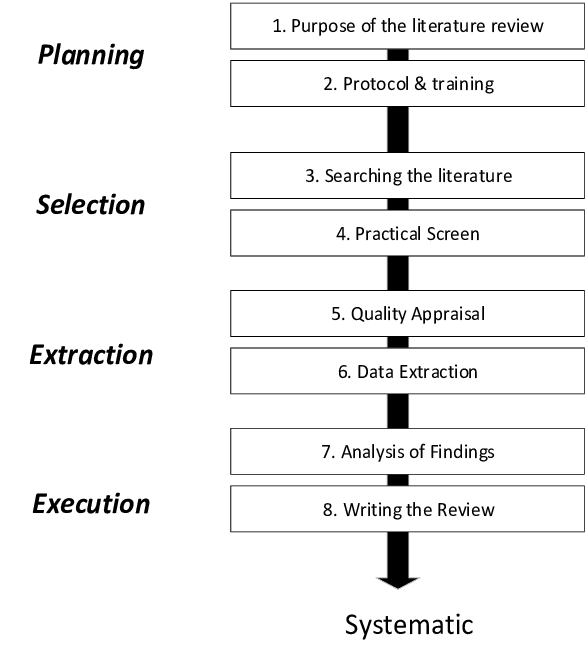 Planning
1. Purpose of the literature review
2. Protocol & training
Selection
3. Searching the literature
4. Practical Screen
Extraction
5. Quality Appraisal
6. Data Extraction
Execution
7. Analysis of Findings
8. Writing the Review
Systematic